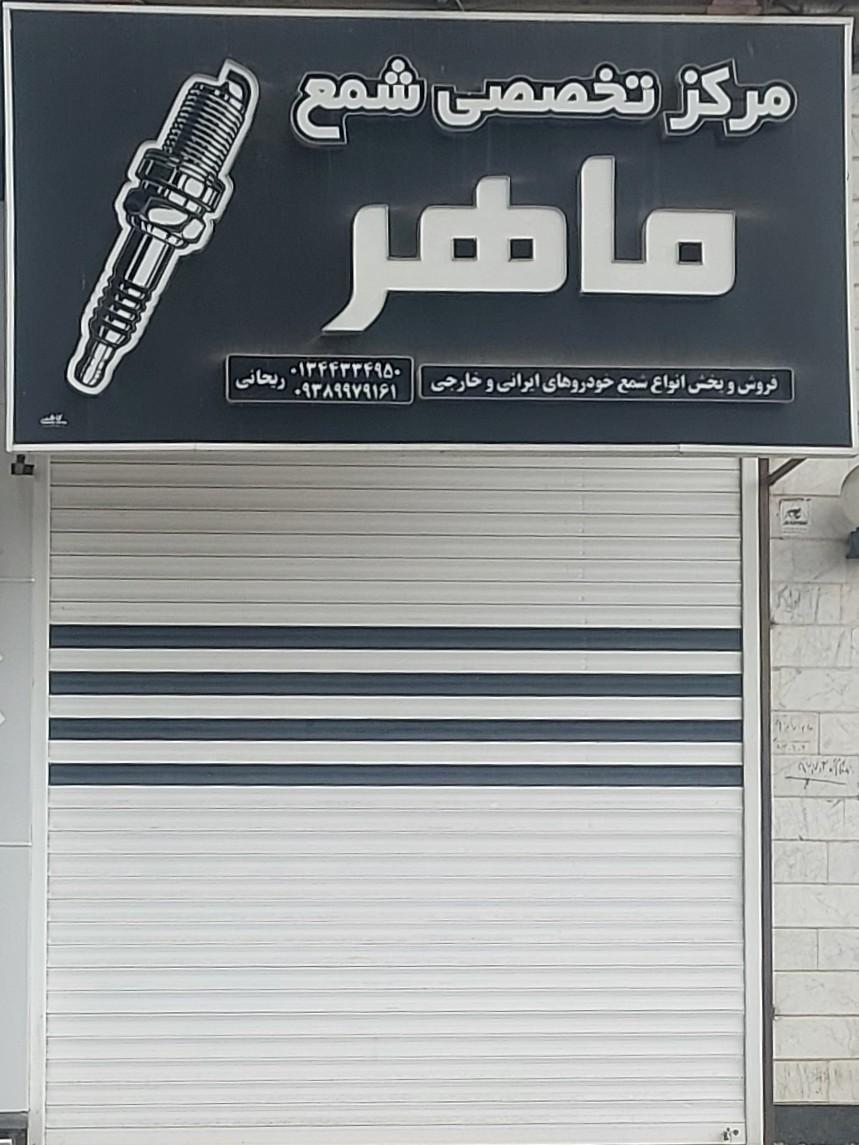 مرکز تخصصی شمع
ماهر
فروش و پخش انواع شمع خودروهای ایرانی و خارجی
۰۱۳۴۴۳۳۴۹۵۰
۰۹۳۸۹۹۷۹۱۶۱
ریحانی